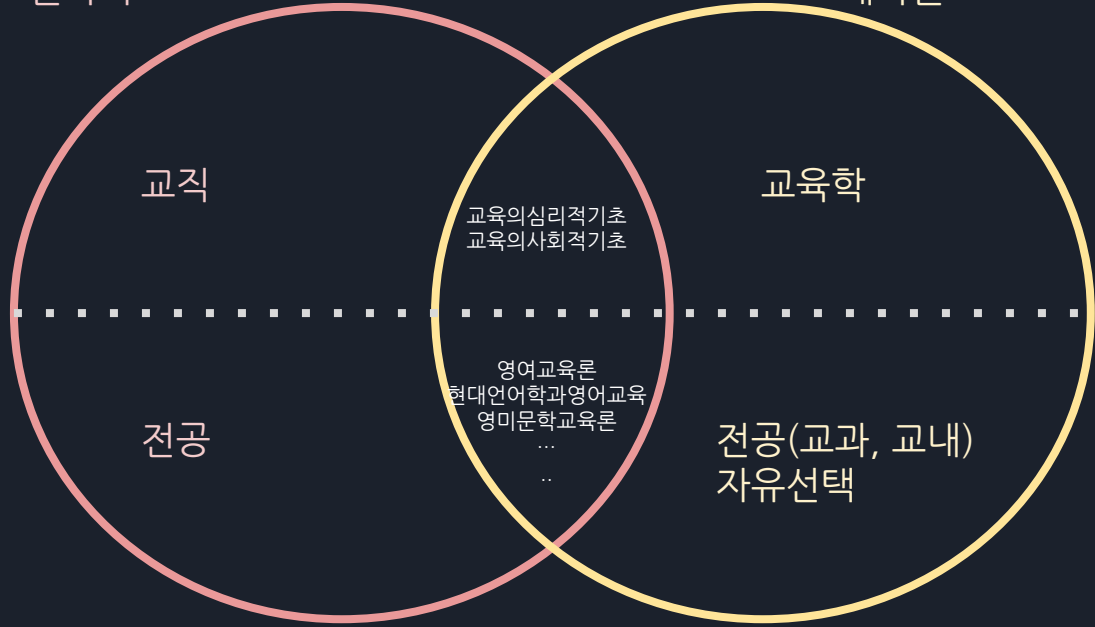 교직
교육학
교육의심리적기초
교육의사회적기초
영여교육론
현대언어학과영어교육
영미문학교육론
...
..
전공
전공(교과, 교내)
자유선택